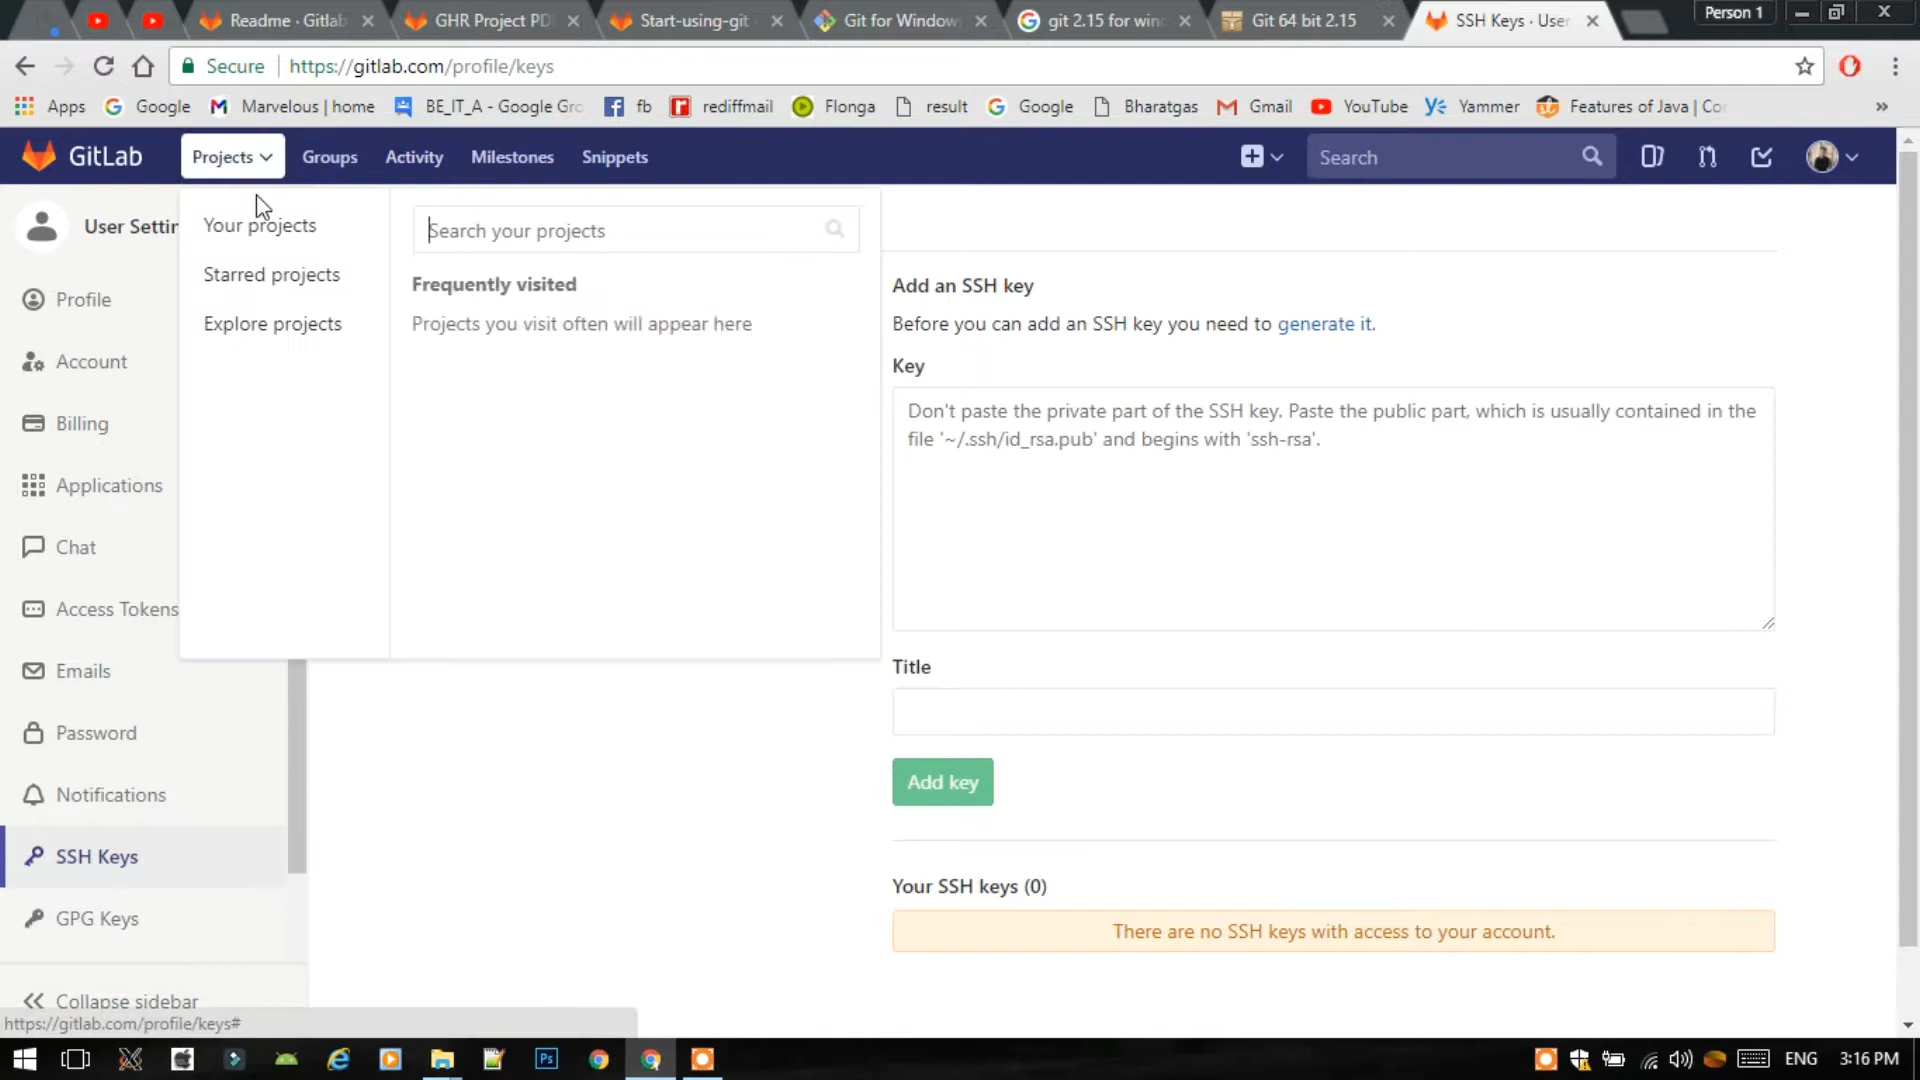 Readme · Gitlab
GHR Project PD
Start-using-git
Git for Window
git 2.15 for win
Git 64 bit 2.15
SSH Keys · User
Person 1
Secure
https://gitlab.com/profile/keys
Apps
Google
Marvelous | home
BE_IT_A - Google Gro
fb
rediffmail
Flonga
result
Google
Bharatgas
Gmail
YouTube
Yammer
Features of Java | Co
»
GitLab
Projects
Groups
Activity
Milestones
Snippets
Search
User Settin
Your projects
Search your projects
Profile
Starred projects
Frequently visited
Add an SSH key
Explore projects
Projects you visit often will appear here
Before you can add an SSH key you need to generate it.
Account
Key
Billing
Don't paste the private part of the SSH key. Paste the public part, which is usually contained in the
file '~/.ssh/id_rsa.pub' and begins with 'ssh-rsa'.
Applications
Chat
Access Tokens
Emails
Title
Password
Add key
Notifications
SSH Keys
Your SSH keys (0)
GPG Keys
There are no SSH keys with access to your account.
Collapse sidebar
https://gitlab.com/profile/keys#
Ps
ENG
3:16 PM